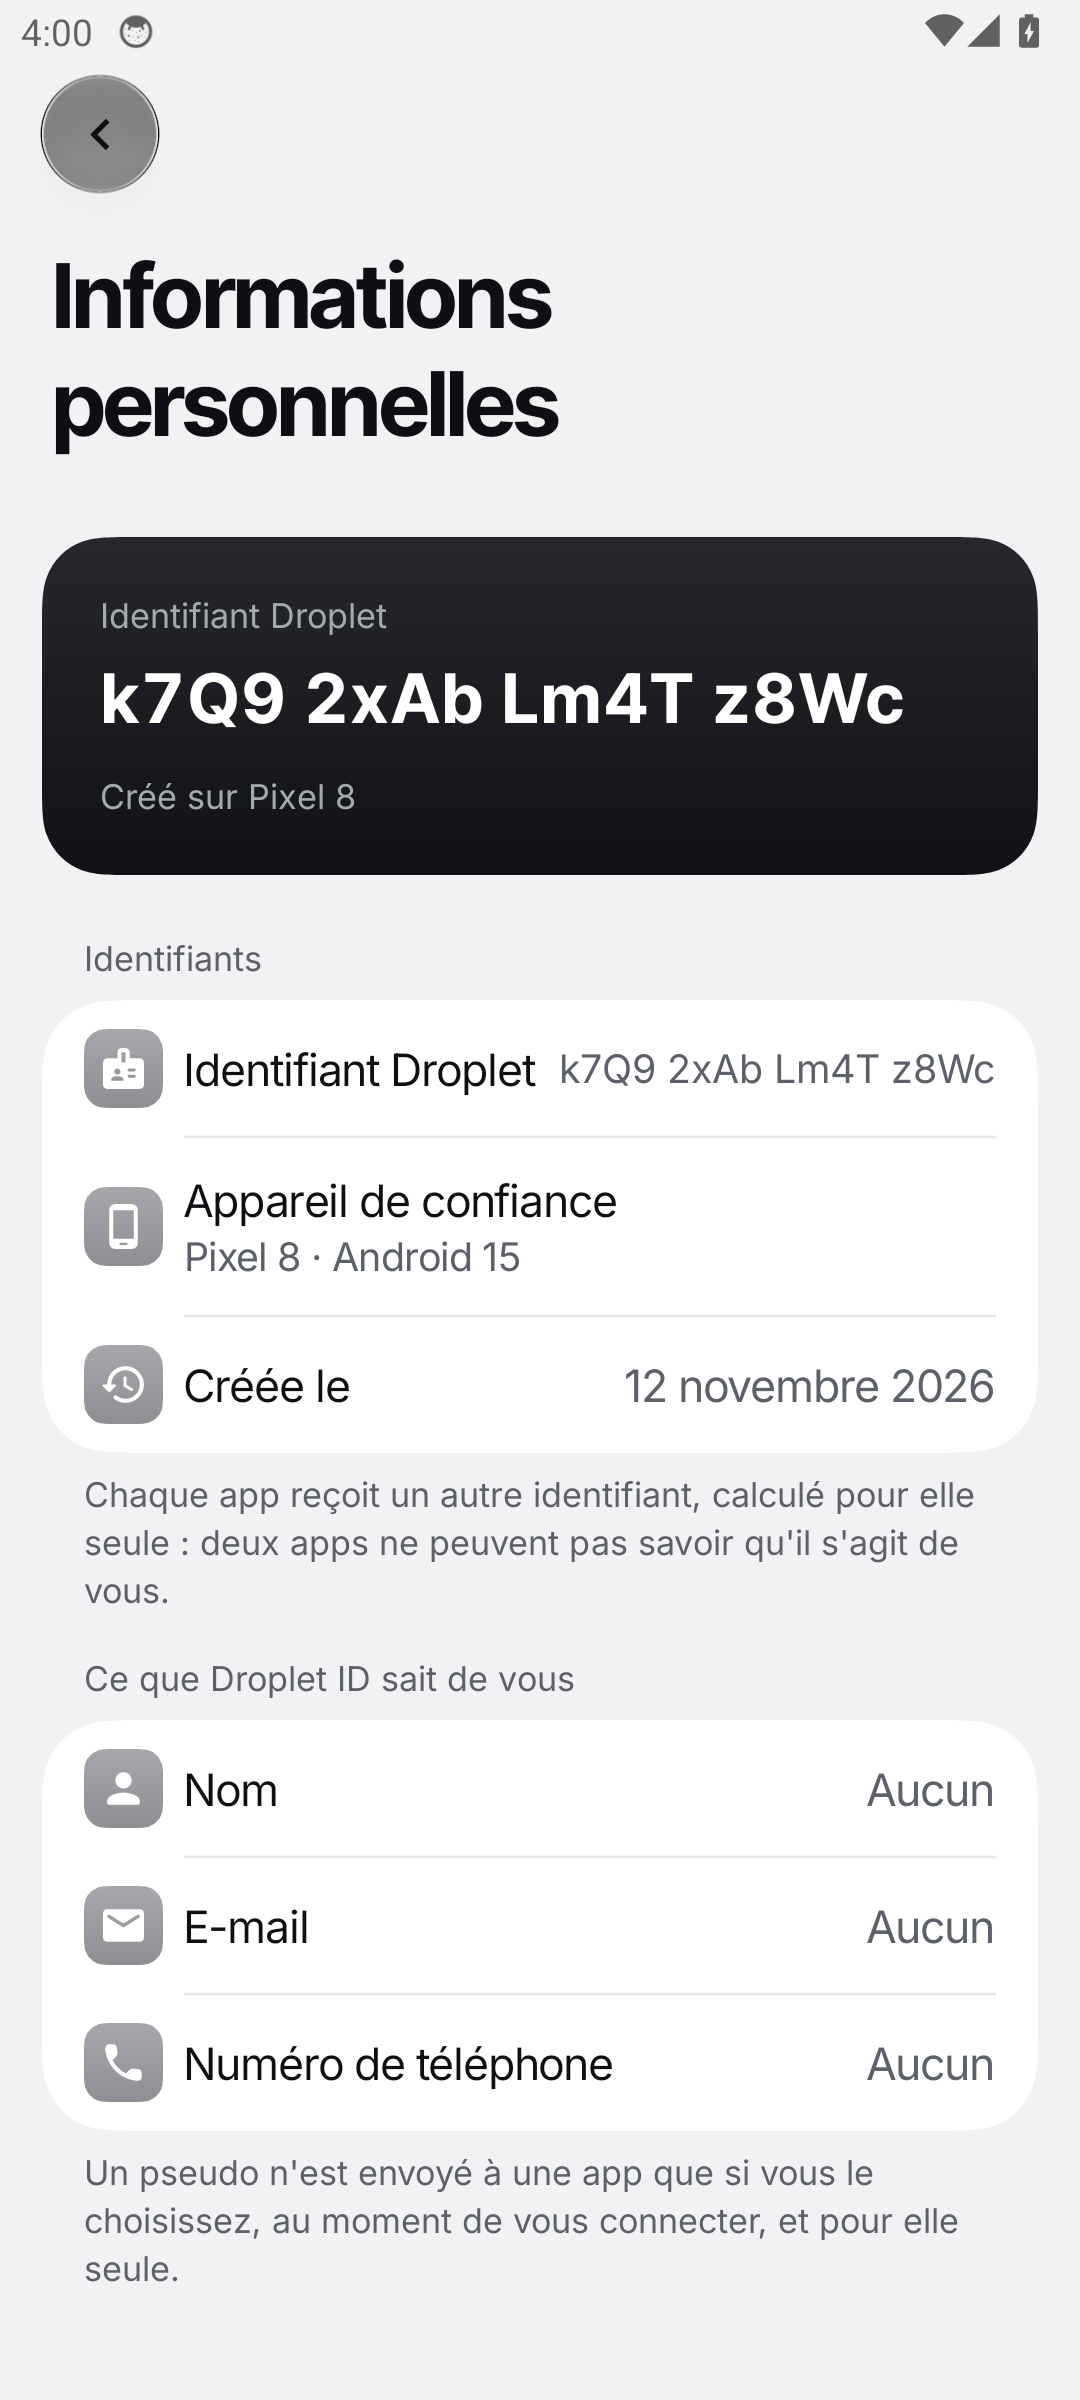 4:00
Informations
personnelles
Identifiant Droplet
k7Q9 2xAb Lm4T z8Wc
Créé sur Pixel 8
Identifiants
Identifiant Droplet k7Q9 2xAb Lm4T z8Wc
Appareil de confiance
Pixel 8 · Android 15
Créée le 12 novembre 2026
Chaque app reçoit un autre identifiant, calculé pour elle
seule : deux apps ne peuvent pas savoir qu'il s'agit de
vous.
Ce que Droplet ID sait de vous
Nom Aucun
E-mail Aucun
Numéro de téléphone Aucun
Un pseudo n'est envoyé à une app que si vous le
choisissez, au moment de vous connecter, et pour elle
seule.